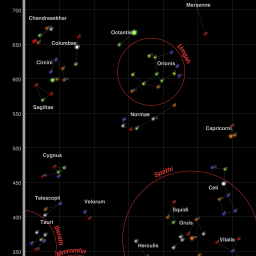 Mersenne
700
Chandrasekhar
Octantis
650
Columbae
Circini
Orionis
600
Sagittae
550
Normae
Capricorni
500
Cygnus
450
Ceti
Telescopii
Velorum
Squidi
400
Tauri
Gruis
Herculis
Vitalis
350